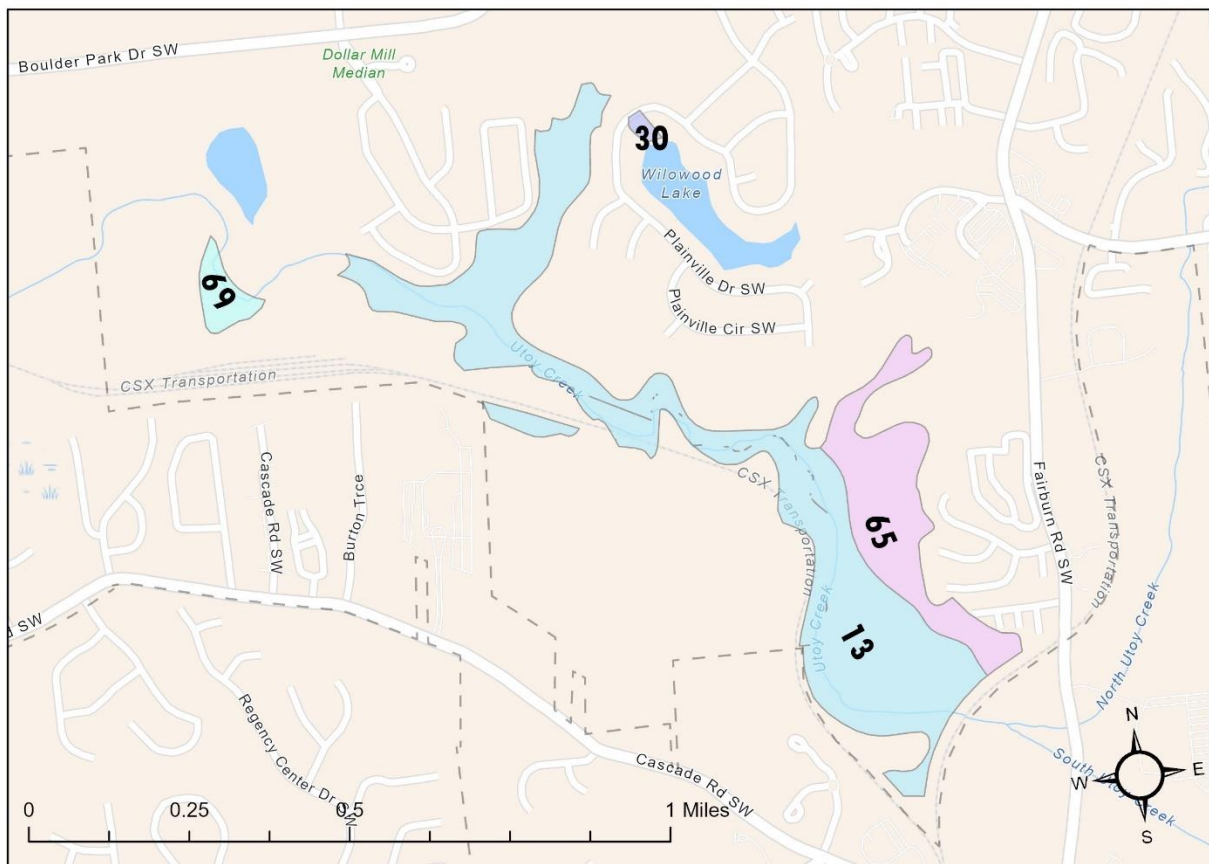 Boulder Park Dr SW
Dollar Mill
Median
30
Wilowood
Lake
69
Plainville Dr SW
Plainville Cir SW
CSX Transportation
Utoy Creek
CSX Transportation
Cascade Rd SW
Burton Trce
65
Fairburn Rd SW
CSX Transportation
13
Utoy Creek
North Utoy Creek
d SW
Regency Center Dr
Cascade Rd SW
South Utoy Creek
N
W
E
S
0
0.25
0.5
1 Miles